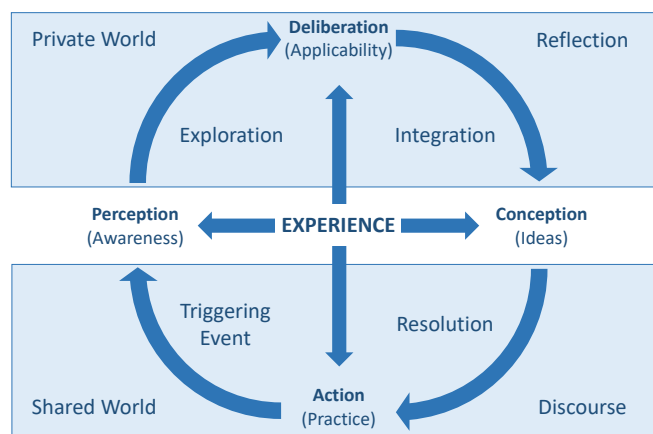 Private World
Deliberation
(Applicability)
Reflection
Exploration
Integration
Perception
(Awareness)
EXPERIENCE
Conception
(Ideas)
Triggering
Event
Resolution
Shared World
Action
(Practice)
Discourse